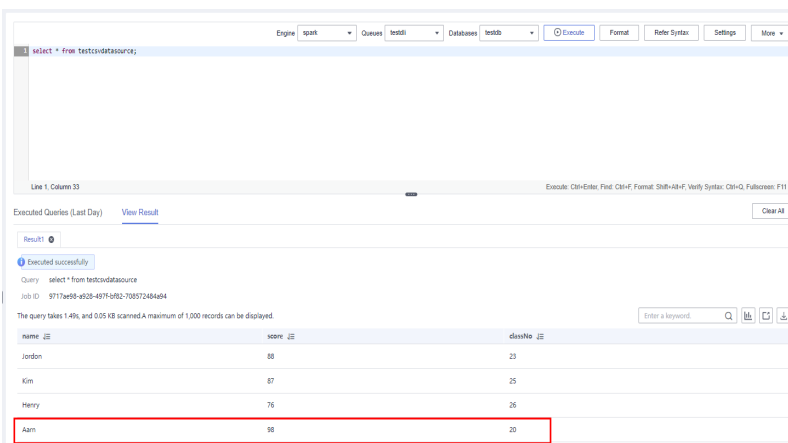 Engine spark Queues testdli Databases testdb Execute Format Refer Syntax Settings More
1 select * from testcsvdatasource;
Line 1, Column 33 Execute: Ctrl+Enter, Find: Ctrl+F, Format: Shift+Alt+F, Verify Syntax: Ctrl+Q, Fullscreen: F11
Executed Queries (Last Day) View Result Clear All
Result1
Executed successfully
Query select * from testcsvdatasource
Job ID 9717ae98-a928-497f-bf82-708572484a94
The query takes 1.49s, and 0.05 KB scanned.A maximum of 1,000 records can be displayed. Enter a keyword.
name score classNo
Jordon 88 23
Kim 87 25
Henry 76 26
Aarn 98 20